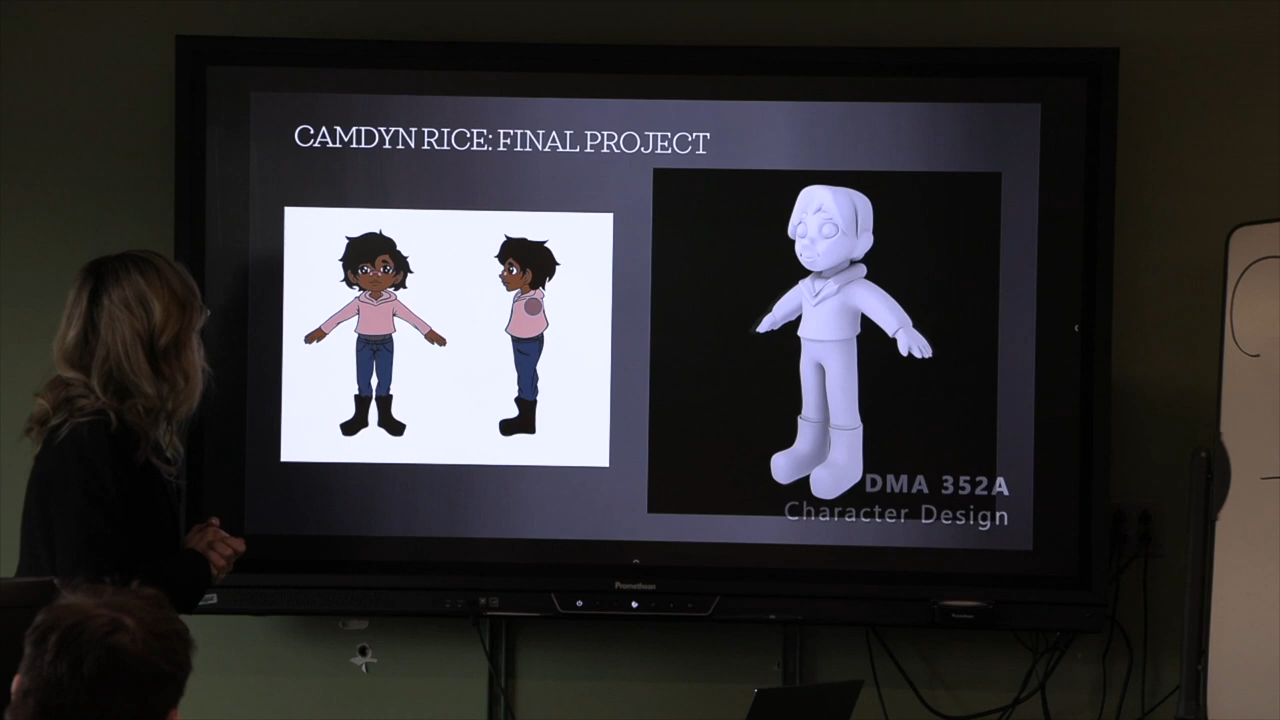 CAMDYN RICE: FINAL PROJECT
DMA 352A
Character Design
Promethean